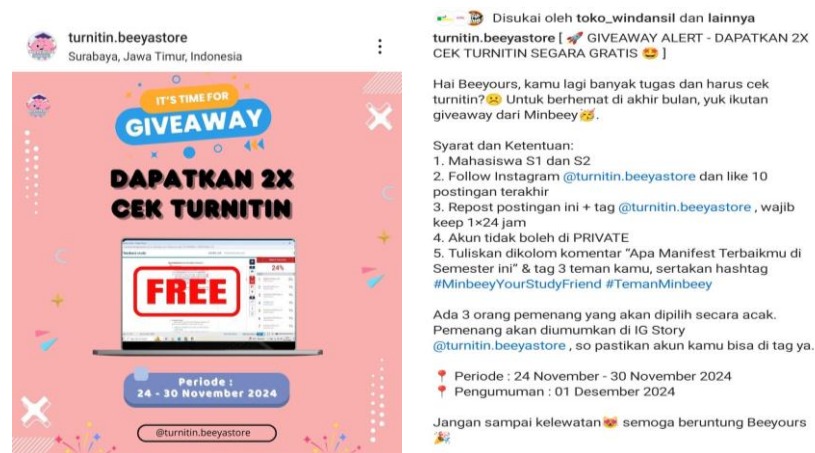 turnitin.beeyastore
Surabaya, Jawa Timur, Indonesia
IT'S TIME FOR
GIVEAWAY
DAPATKAN 2X
CEK TURNITIN
24%
FREE
Periode :
24 - 30 November 2024
@turnitin.beeyastore
Disukai oleh toko_windansil dan lainnya
turnitin.beeyastore [ 🚀 GIVEAWAY ALERT - DAPATKAN 2X
CEK TURNITIN SEGARA GRATIS 🤩 ]
Hai Beeyours, kamu lagi banyak tugas dan harus cek
turnitin?☹️ Untuk berhemat di akhir bulan, yuk ikutan
giveaway dari Minbeey🥳.
Syarat dan Ketentuan:
1. Mahasiswa S1 dan S2
2. Follow Instagram @turnitin.beeyastore dan like 10
postingan terakhir
3. Repost postingan ini + tag @turnitin.beeyastore , wajib
keep 1×24 jam
4. Akun tidak boleh di PRIVATE
5. Tuliskan dikolom komentar “Apa Manifest Terbaikmu di
Semester ini” & tag 3 teman kamu, sertakan hashtag
#MinbeeyYourStudyFriend #TemanMinbeey
Ada 3 orang pemenang yang akan dipilih secara acak.
Pemenang akan diumumkan di IG Story
@turnitin.beeyastore , so pastikan akun kamu bisa di tag ya.
📍 Periode : 24 November - 30 November 2024
📍 Pengumuman : 01 Desember 2024
Jangan sampai kelewatan😻 semoga beruntung Beeyours
🎉